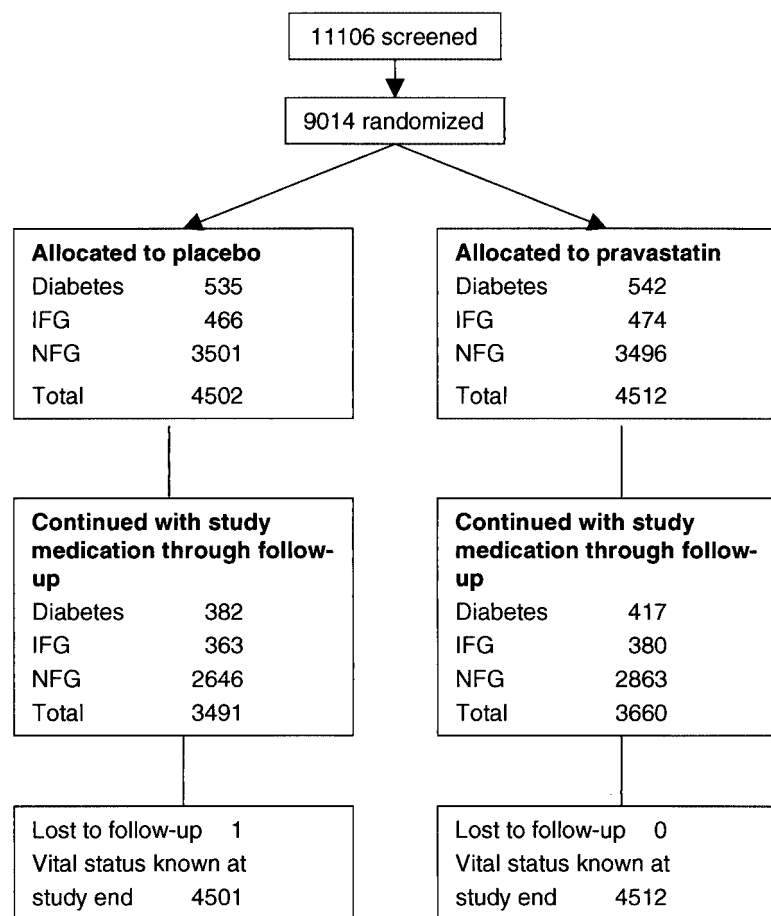 11106 screened
9014 randomized
Allocated to placebo
Diabetes 535
IFG 466
NFG 3501
Total 4502
Allocated to pravastatin
Diabetes 542
IFG 474
NFG 3496
Total 4512
Continued with study
medication through follow-
up
Diabetes 382
IFG 363
NFG 2646
Total 3491
Continued with study
medication through follow-
up
Diabetes 417
IFG 380
NFG 2863
Total 3660
Lost to follow-up 1
Vital status known at
study end 4501
Lost to follow-up 0
Vital status known at
study end 4512